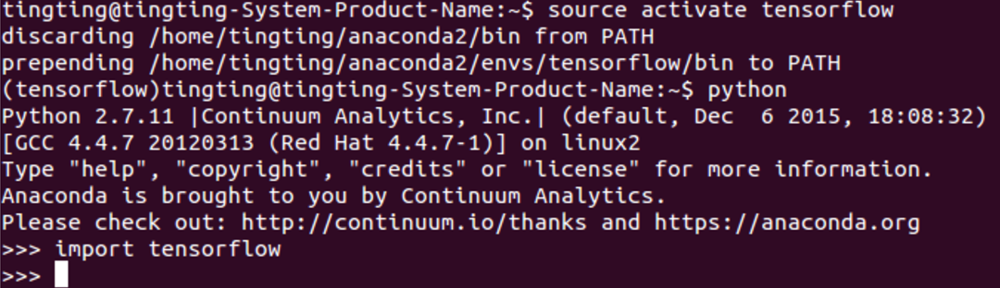 tingting@tingting-System-Product-Name:~$ source activate tensorflow
discarding /home/tingting/anaconda2/bin from PATH
prepending /home/tingting/anaconda2/envs/tensorflow/bin to PATH
(tensorflow)tingting@tingting-System-Product-Name:~$ python
Python 2.7.11 |Continuum Analytics, Inc.| (default, Dec  6 2015, 18:08:32)
[GCC 4.4.7 20120313 (Red Hat 4.4.7-1)] on linux2
Type "help", "copyright", "credits" or "license" for more information.
Anaconda is brought to you by Continuum Analytics.
Please check out: http://continuum.io/thanks and https://anaconda.org
>>> import tensorflow
>>>